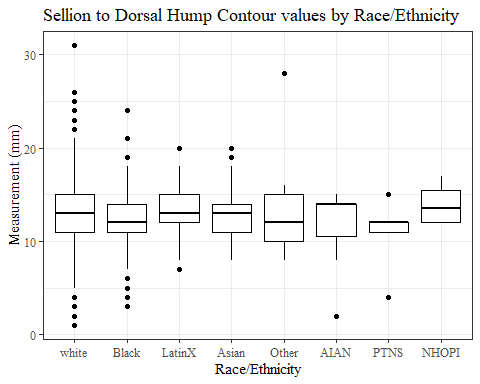 Sellion to Dorsal Hump Contour values by Race/Ethnicity
Measurement (mm)
30
20
10
0
white Black LatinX Asian Other AIAN PTNS NHOPI
Race/Ethnicity